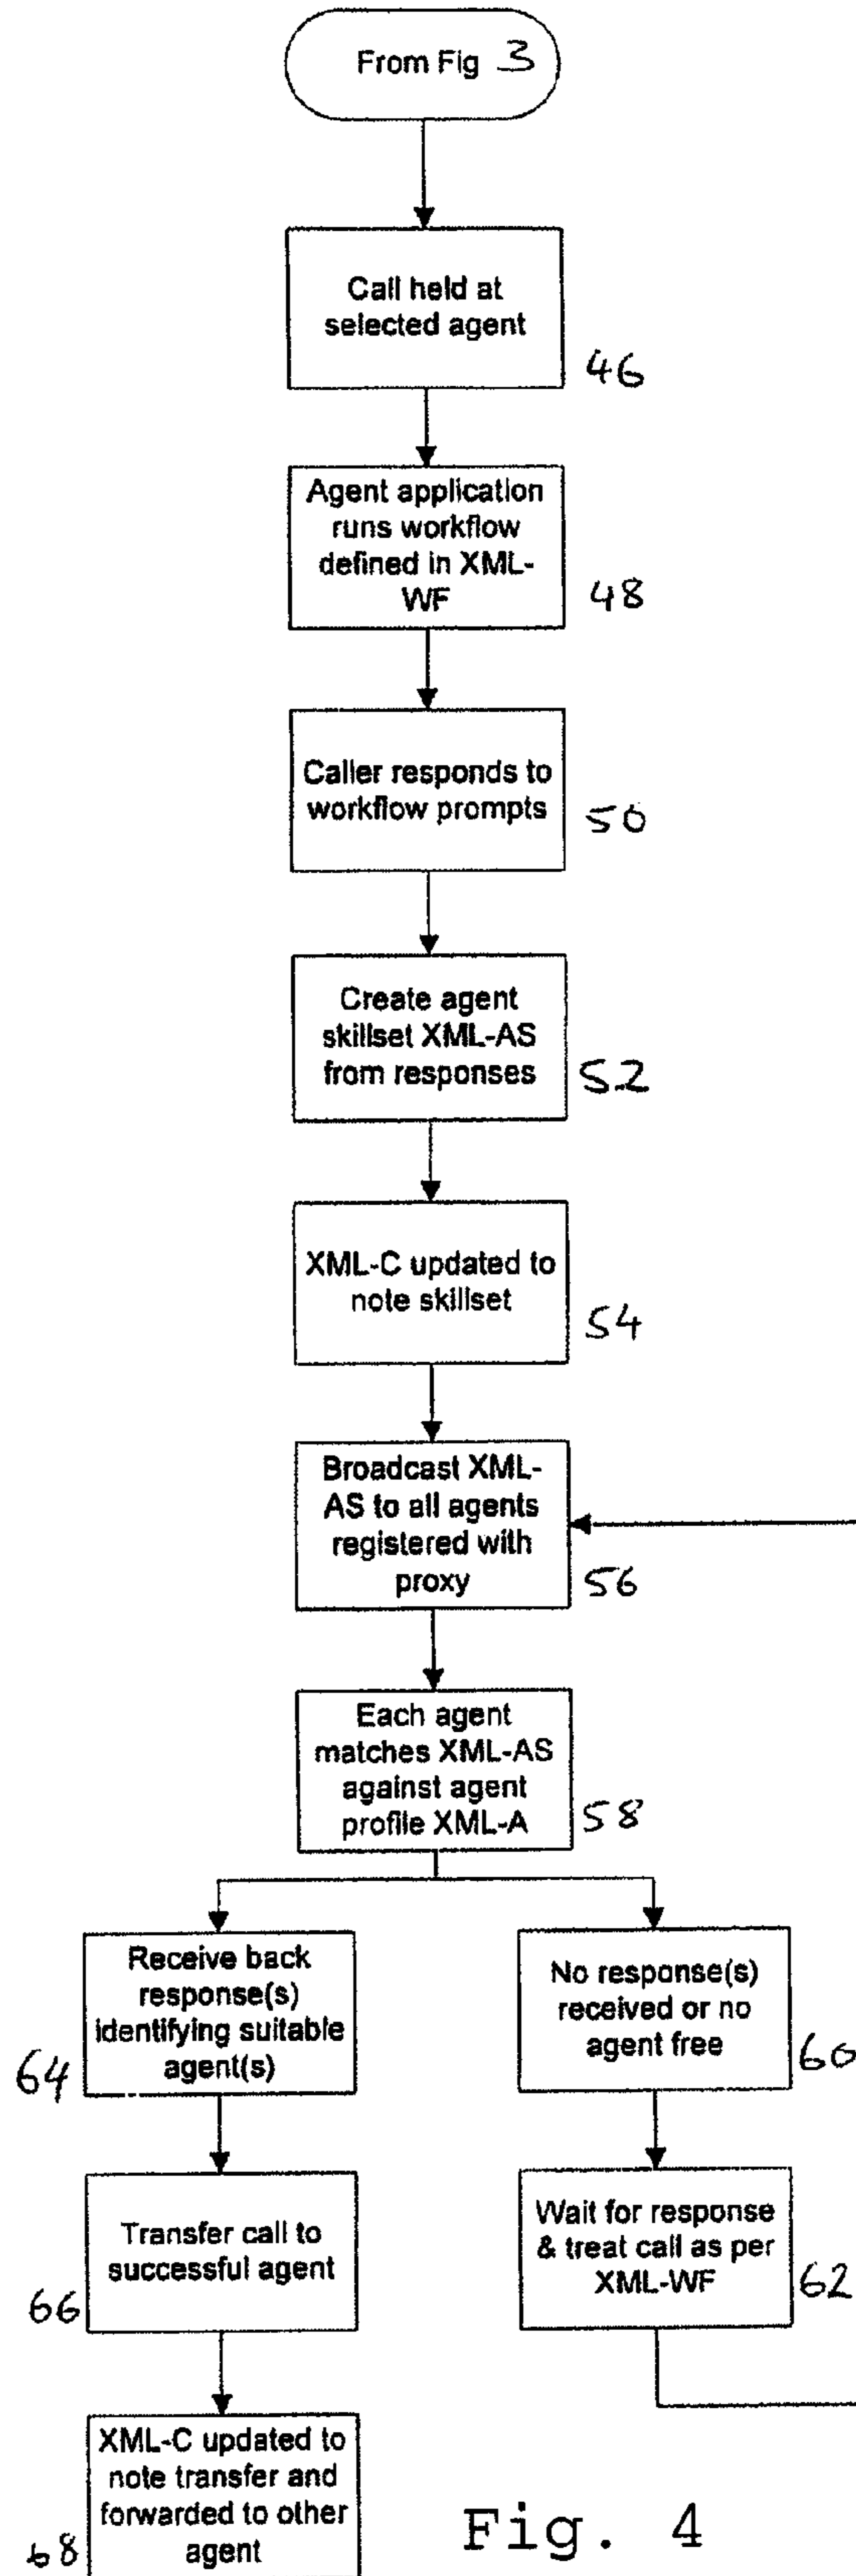 From Fig 3
Call held at
selected agent
46
Agent application
runs workflow
defined in XML-
WF
48
Caller responds to
workflow prompts
50
Create agent
skillset XML-AS
from responses
52
XML-C updated to
note skillset
54
Broadcast XML-
AS to all agents
registered with
proxy
56
Each agent
matches XML-AS
against agent
profile XML-A
58
Receive back
response(s)
identifying suitable
agent(s)
64
No response(s)
received or no
agent free
60
Transfer call to
successful agent
66
Wait for response
& treat call as per
XML-WF
62
XML-C updated to
note transfer and
forwarded to other
agent
68
Fig. 4